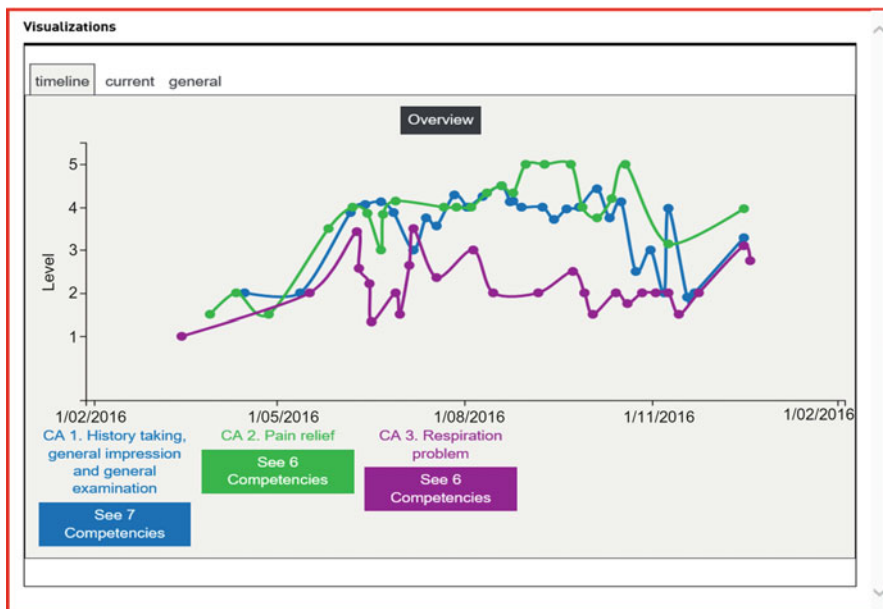 Visualizations
timeline current general
Overview
5
4
3
2
1
Level
1/02/2016 1/05/2016 1/08/2016 1/11/2016 1/02/2016
CA 1. History taking,
general impression
and general
examination
See 7
Competencies
CA 2. Pain relief
See 6
Competencies
CA 3. Respiration
problem
See 6
Competencies